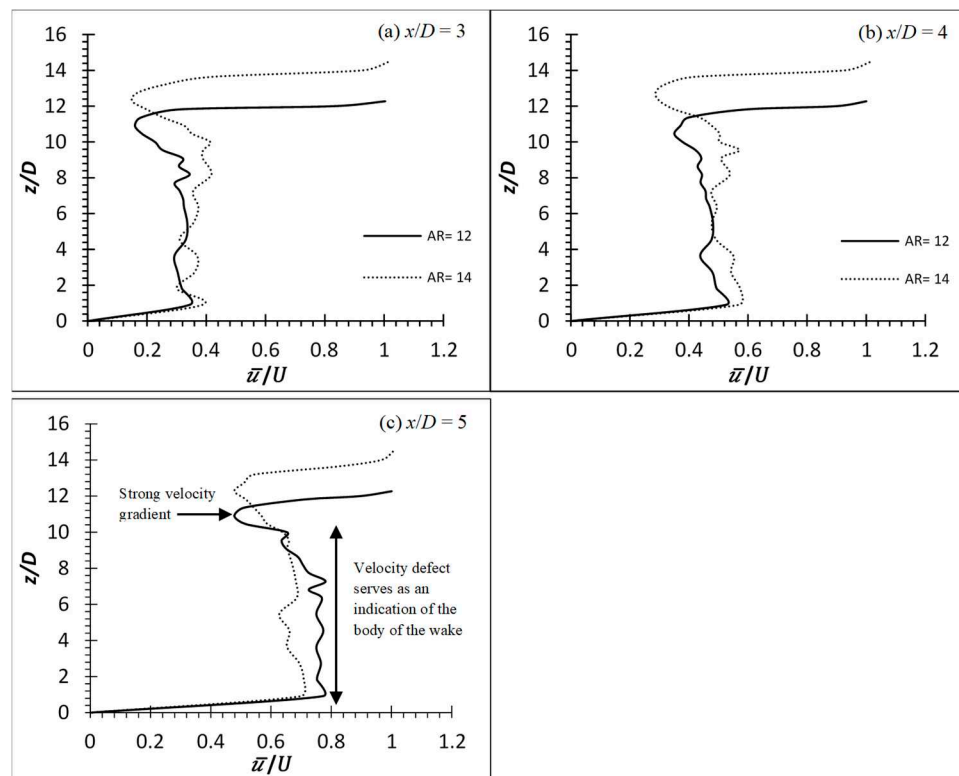 (a) x/D = 3
16
14
12
10
8
6
4
2
0
z/D
AR= 12
AR= 14
0 0.2 0.4 0.6 0.8 1 1.2
u̅/U
(b) x/D = 4
16
14
12
10
8
6
4
2
0
z/D
AR= 12
AR= 14
0 0.2 0.4 0.6 0.8 1 1.2
u̅/U
(c) x/D = 5
16
14
12
10
8
6
4
2
0
z/D
Strong velocity
gradient
Velocity defect
serves as an
indication of the
body of the wake
0 0.2 0.4 0.6 0.8 1 1.2
u̅/U